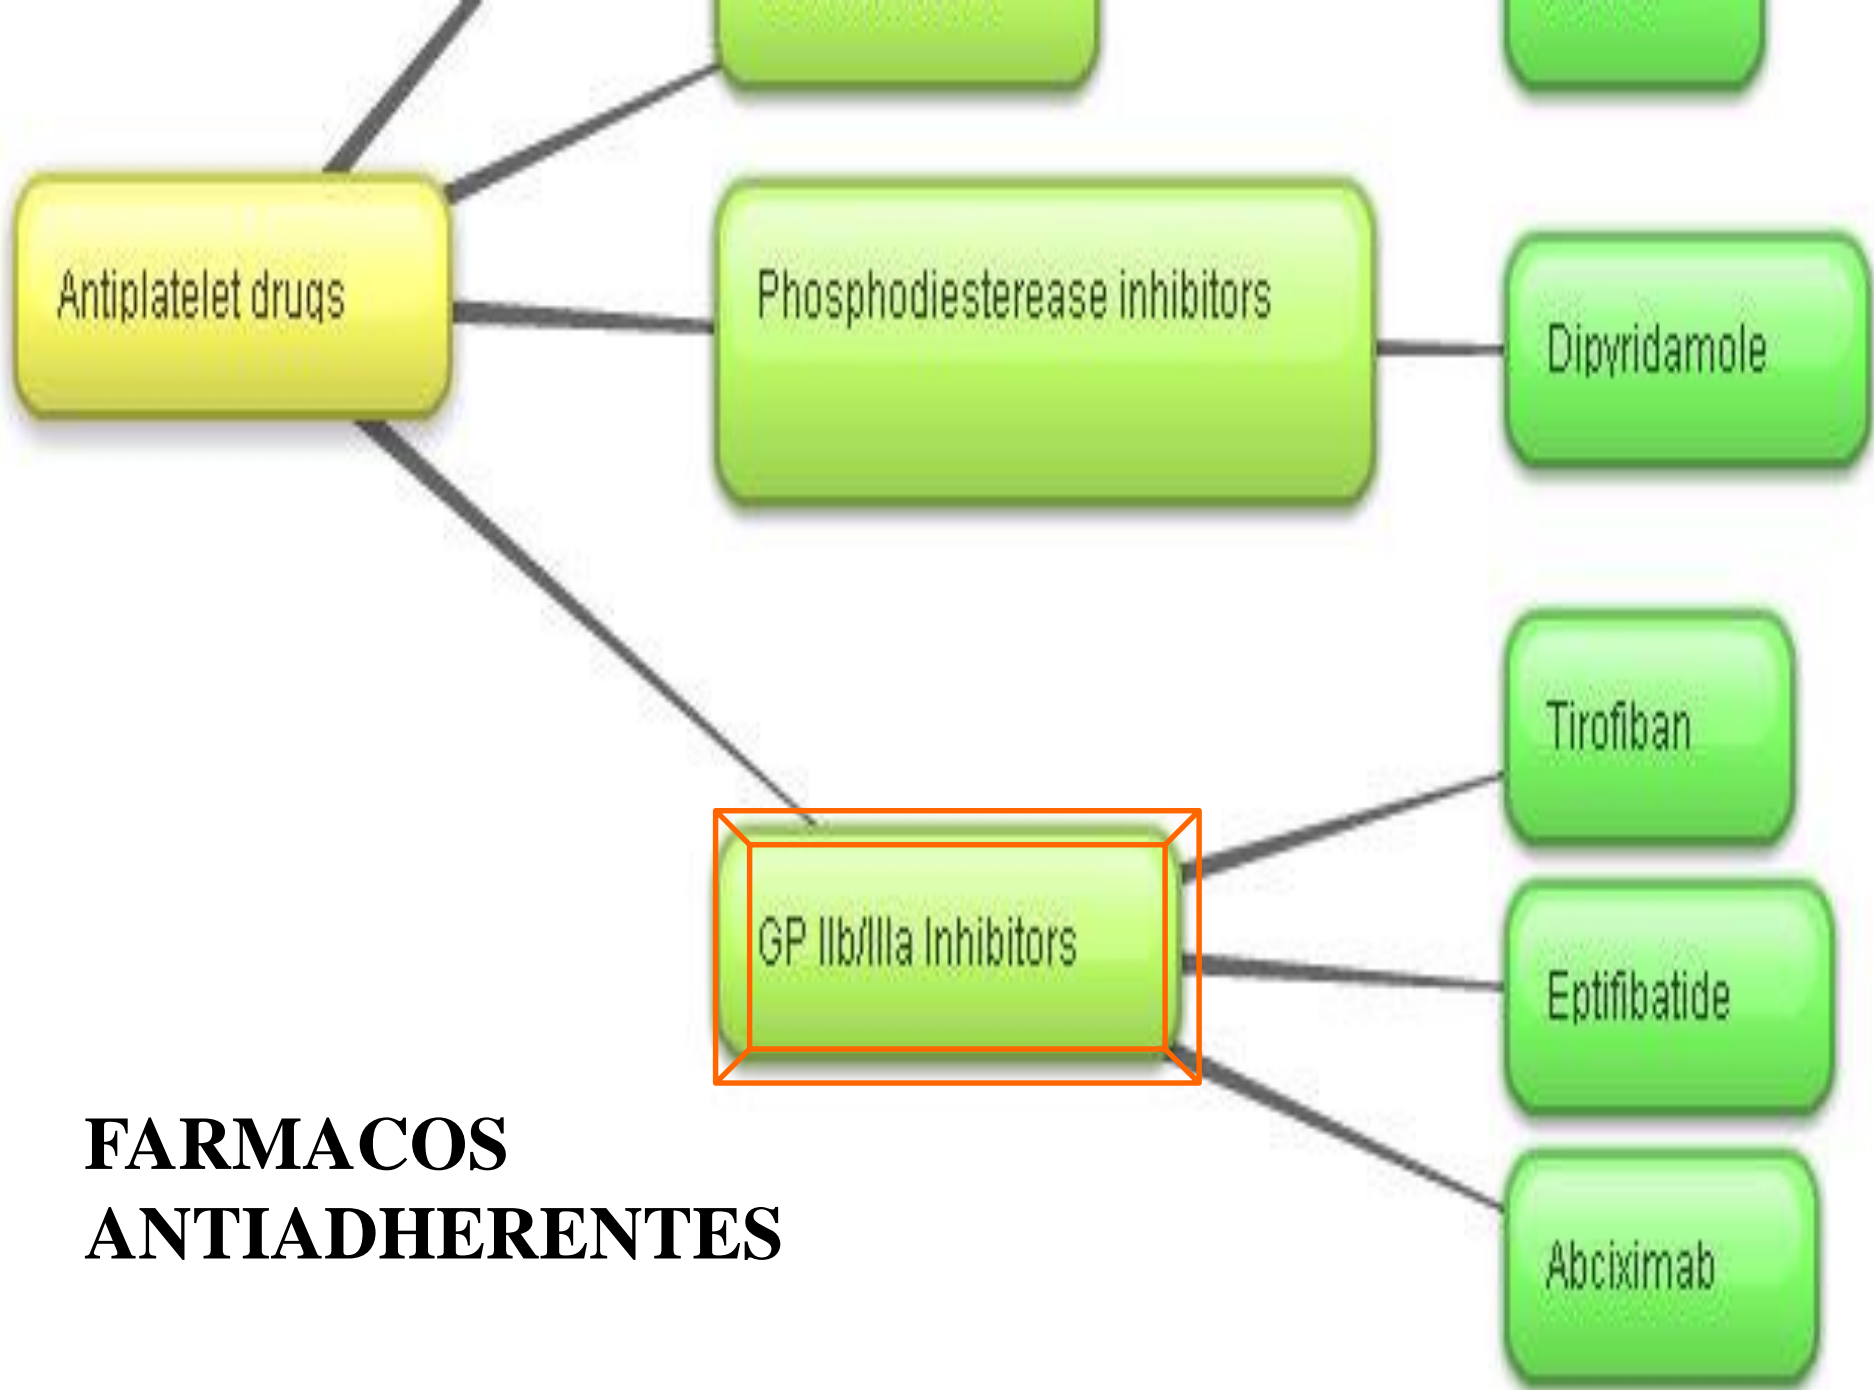 Antiplatelet drugs
Phosphodiesterease inhibitors
Dipyridamole
Tirofiban
GP IIb/IIIa Inhibitors
Eptifibatide
Abciximab
FARMACOS
ANTIADHERENTES